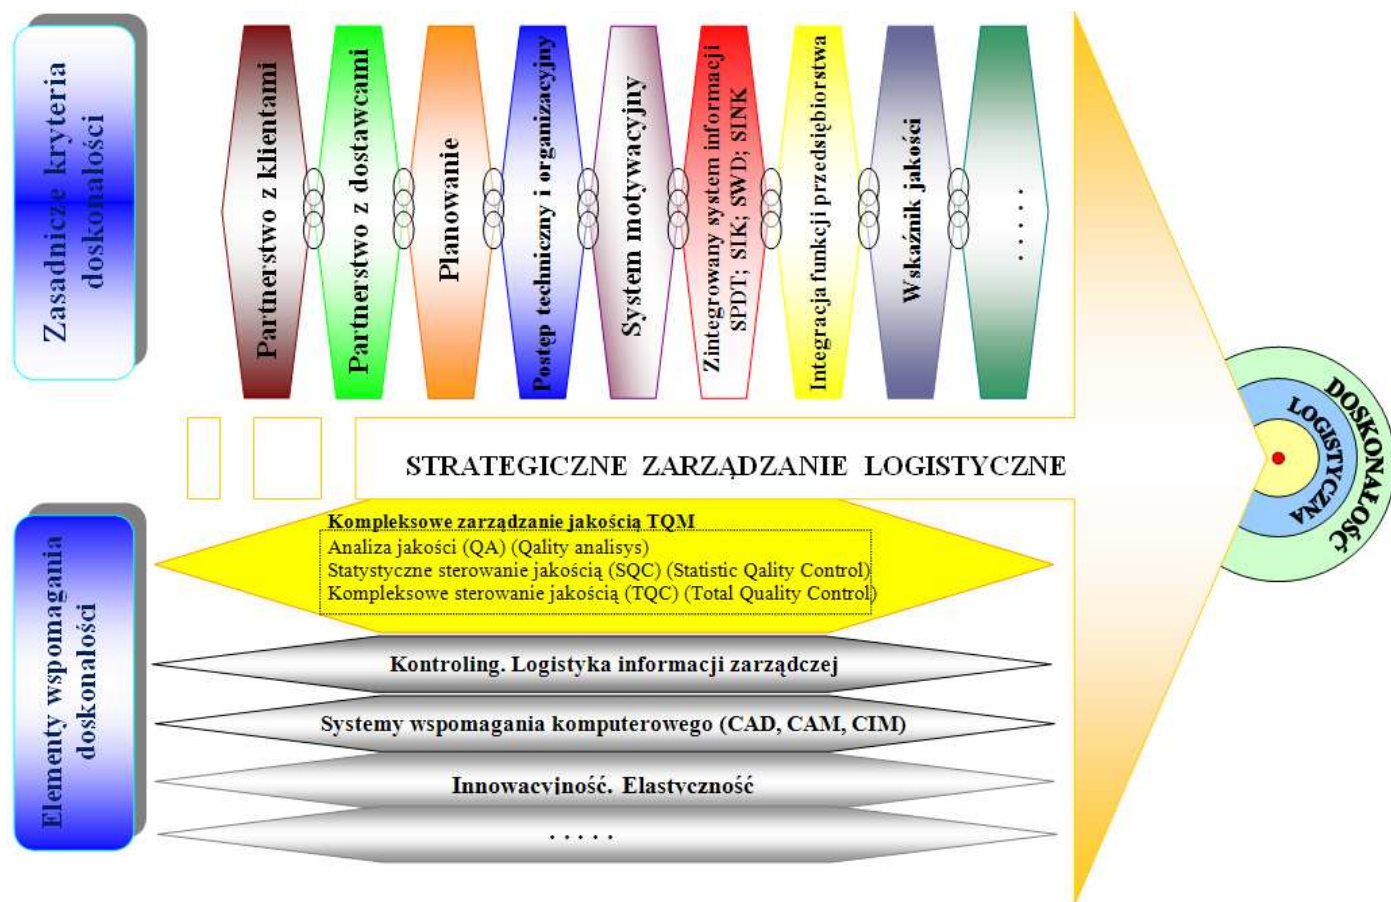 Zasadnicze kryteria
doskonałości
Partnerstwo z klientami
Partnerstwo z dostawcami
Planowanie
Postęp techniczny i organizacyjny
System motywacyjny
Zintegrowany system informacji
SPDT; SIK; SWD; SINK
Integracja funkcji przedsiębiorstwa
Wskaźnik jakości
. . . . .
STRATEGICZNE ZARZĄDZANIE LOGISTYCZNE
DOSKONAŁOŚĆ
LOGISTYCZNA
Elementy wspomagania
doskonałości
Kompleksowe zarządzanie jakością TQM
Analiza jakości (QA) (Qality analisys)
Statystyczne sterowanie jakością (SQC) (Statistic Qality Control)
Kompleksowe sterowanie jakością (TQC) (Total Quality Control)
Kontroling. Logistyka informacji zarządczej
Systemy wspomagania komputerowego (CAD, CAM, CIM)
Innowacyjność. Elastyczność
. . . . .